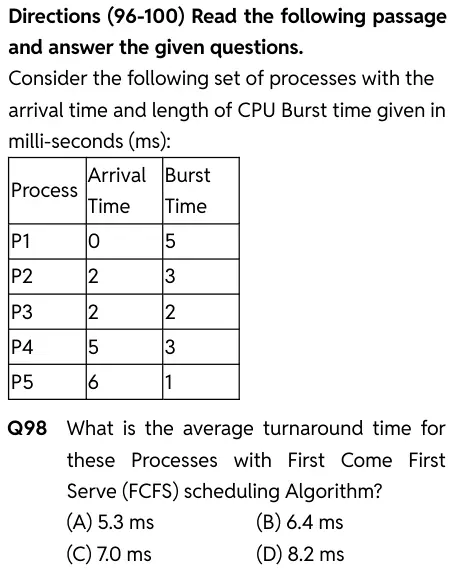 Directions (96-100) Read the following passage
and answer the given questions.
Consider the following set of processes with the
arrival time and length of CPU Burst time given in
milli-seconds (ms):
Process Arrival Time Burst Time
P1 0 5
P2 2 3
P3 2 2
P4 5 3
P5 6 1
Q98 What is the average turnaround time for
these Processes with First Come First
Serve (FCFS) scheduling Algorithm?
(A) 5.3 ms (B) 6.4 ms
(C) 7.0 ms (D) 8.2 ms